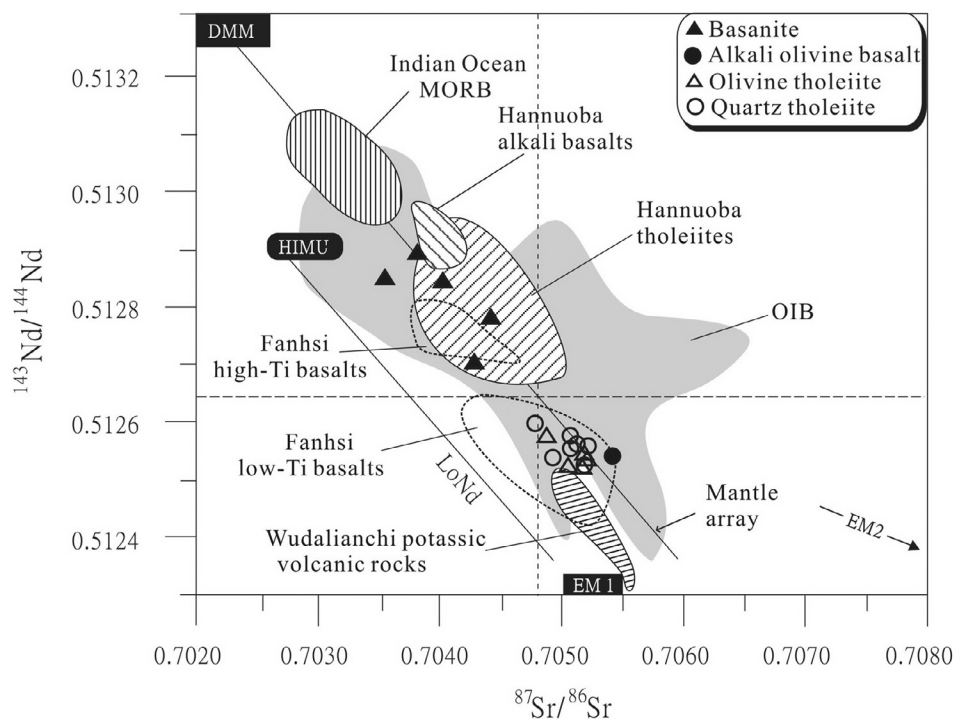 DMM
Basanite
Alkali olivine basalt
Olivine tholeiite
Quartz tholeiite
Indian Ocean
MORB
Hannuoba
alkali basalts
Hannuoba
tholeiites
HIMU
OIB
Fanhsi
high-Ti basalts
Fanhsi
low-Ti basalts
LoNd
Mantle
array
EM2
Wudalianchi potassic
volcanic rocks
EM 1
0.5132
0.5130
0.5128
0.5126
0.5124
¹⁴³Nd/¹⁴⁴Nd
0.7020 0.7030 0.7040 0.7050 0.7060 0.7070 0.7080
⁸⁷Sr/⁸⁶Sr